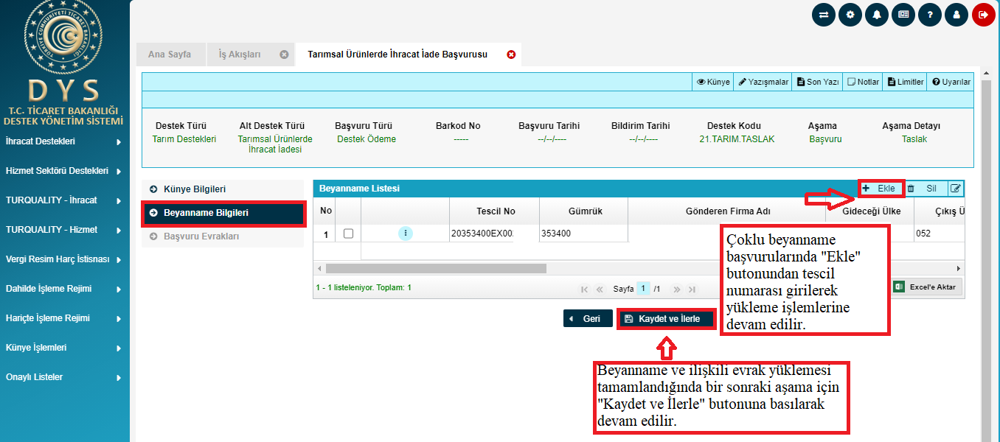 TÜRKİYE CUMHURİYETİ TİCARET BAKANLIĞI
DYS
T.C. TİCARET BAKANLIĞI
DESTEK YÖNETİM SİSTEMİ
İhracat Destekleri
Hizmet Sektörü Destekleri
TURQUALITY - İhracat
TURQUALITY - Hizmet
Vergi Resim Harç İstisnası
Dahilde İşleme Rejimi
Hariçte İşleme Rejimi
Künye İşlemleri
Onaylı Listeler
Ana Sayfa
İş Akışları
Tarımsal Ürünlerde İhracat İade Başvurusu
Künye Yazışmalar Son Yazı Notlar Limitler Uyarılar
Destek Türü Alt Destek Türü Başvuru Türü Barkod No Başvuru Tarihi Bildirim Tarihi Destek Kodu Aşama Aşama Detayı
Tarım Destekleri Tarımsal Ürünlerde Destek Ödeme ----- --/--/---- --/--/---- 21.TARIM.TASLAK Başvuru Taslak
İhracat İadesi
Künye Bilgileri
Beyanname Bilgileri
Başvuru Evrakları
Beyanname Listesi + Ekle Sil
No Tescil No Gümrük Gönderen Firma Adı Gideceği Ülke Çıkış Ü
1 20353400EX00 353400 052
1 - 1 listeleniyor. Toplam: 1 Sayfa 1 /1 Excel'e Aktar
Geri Kaydet ve İlerle
Çoklu beyanname
başvurularında "Ekle"
butonundan tescil
numarası girilerek
yükleme işlemlerine
devam edilir.
Beyanname ve ilişkili evrak yüklemesi
tamamlandığında bir sonraki aşama için
"Kaydet ve İlerle" butonuna basılarak
devam edilir.